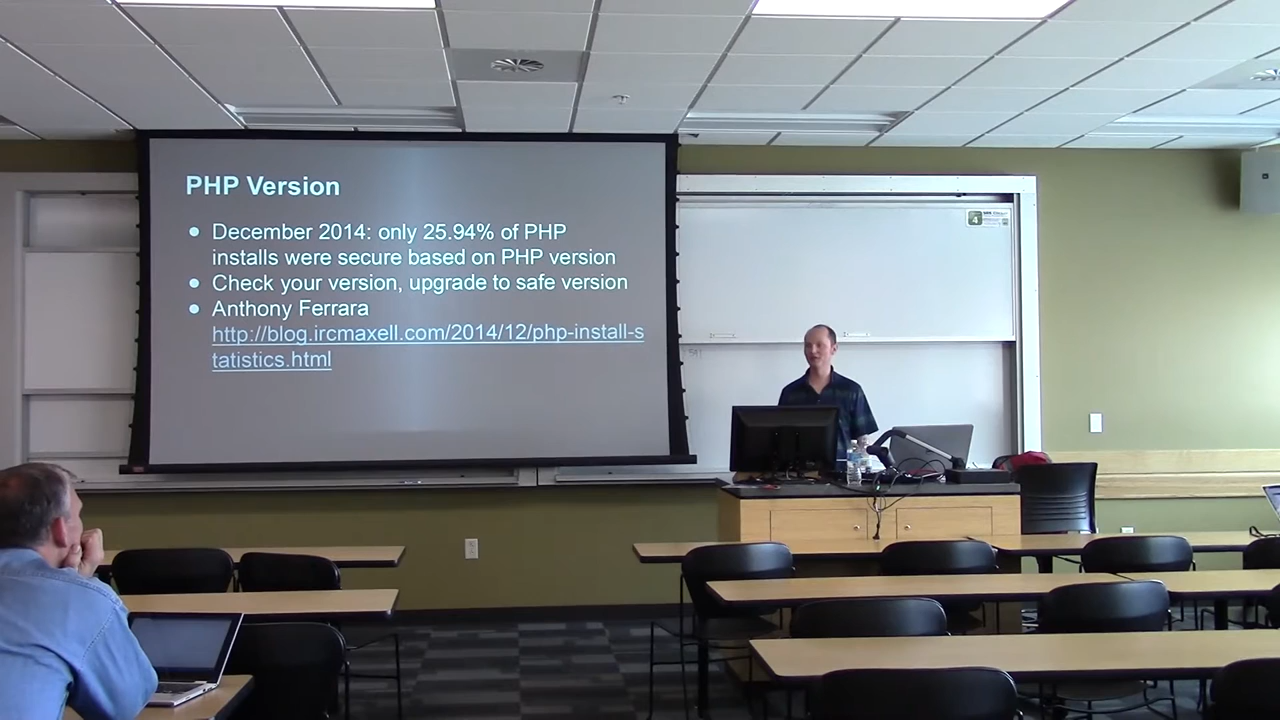 PHP Version
● December 2014: only 25.94% of PHP
installs were secure based on PHP version
● Check your version, upgrade to safe version
● Anthony Ferrara
http://blog.ircmaxell.com/2014/12/php-install-s
tatistics.html
4